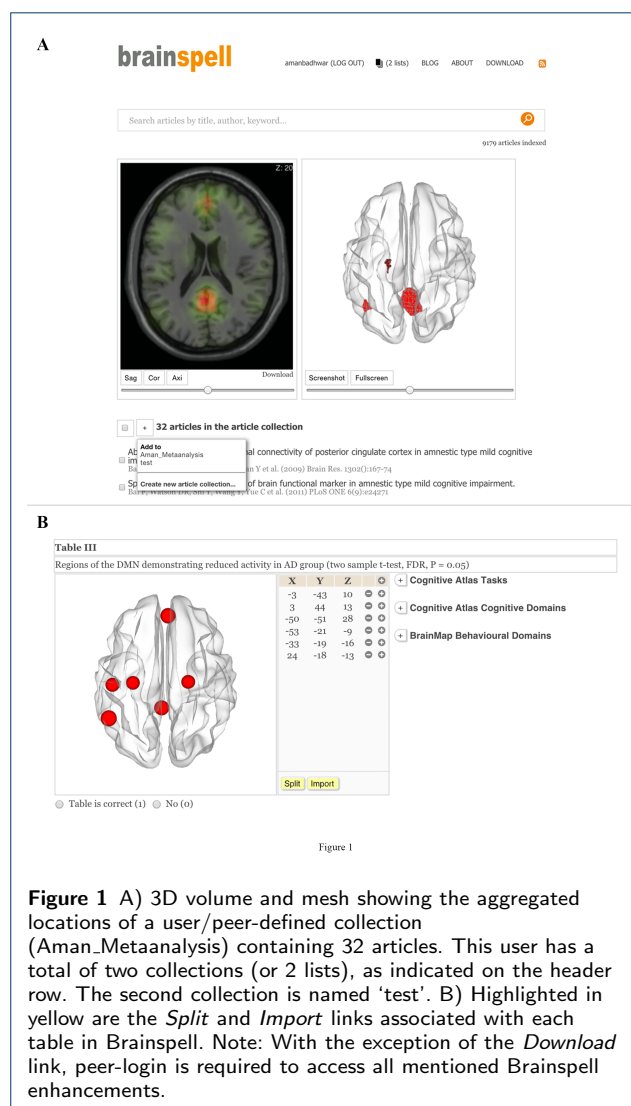 A
brainspell
amanbadhwar (LOG OUT) (2 lists) BLOG ABOUT DOWNLOAD
Search articles by title, author, keyword...
9179 articles indexed
Z: 20
Sag Cor Axi Download
Screenshot Fullscreen
+ 32 articles in the article collection
Add to
Aman_Metaanalysis
test
Create new article collection...
connectivity of posterior cingulate cortex in amnestic type mild cognitive
Y et al. (2009) Brain Res. 1302():167-74
of brain functional marker in amnestic type mild cognitive impairment.
Yue C et al. (2011) PLoS ONE 6(9):e24271
B
Table III
Regions of the DMN demonstrating reduced activity in AD group (two sample t-test, FDR, P = 0.05)
X Y Z
-3 -43 10
3 44 13
-50 -51 28
-53 -21 -9
-33 -19 -16
24 -18 -13
+ Cognitive Atlas Tasks
+ Cognitive Atlas Cognitive Domains
+ BrainMap Behavioural Domains
Split Import
Table is correct (1) No (0)
Figure 1
Figure 1 A) 3D volume and mesh showing the aggregated
locations of a user/peer-defined collection
(Aman_Metaanalysis) containing 32 articles. This user has a
total of two collections (or 2 lists), as indicated on the header
row. The second collection is named ‘test’. B) Highlighted in
yellow are the Split and Import links associated with each
table in Brainspell. Note: With the exception of the Download
link, peer-login is required to access all mentioned Brainspell
enhancements.